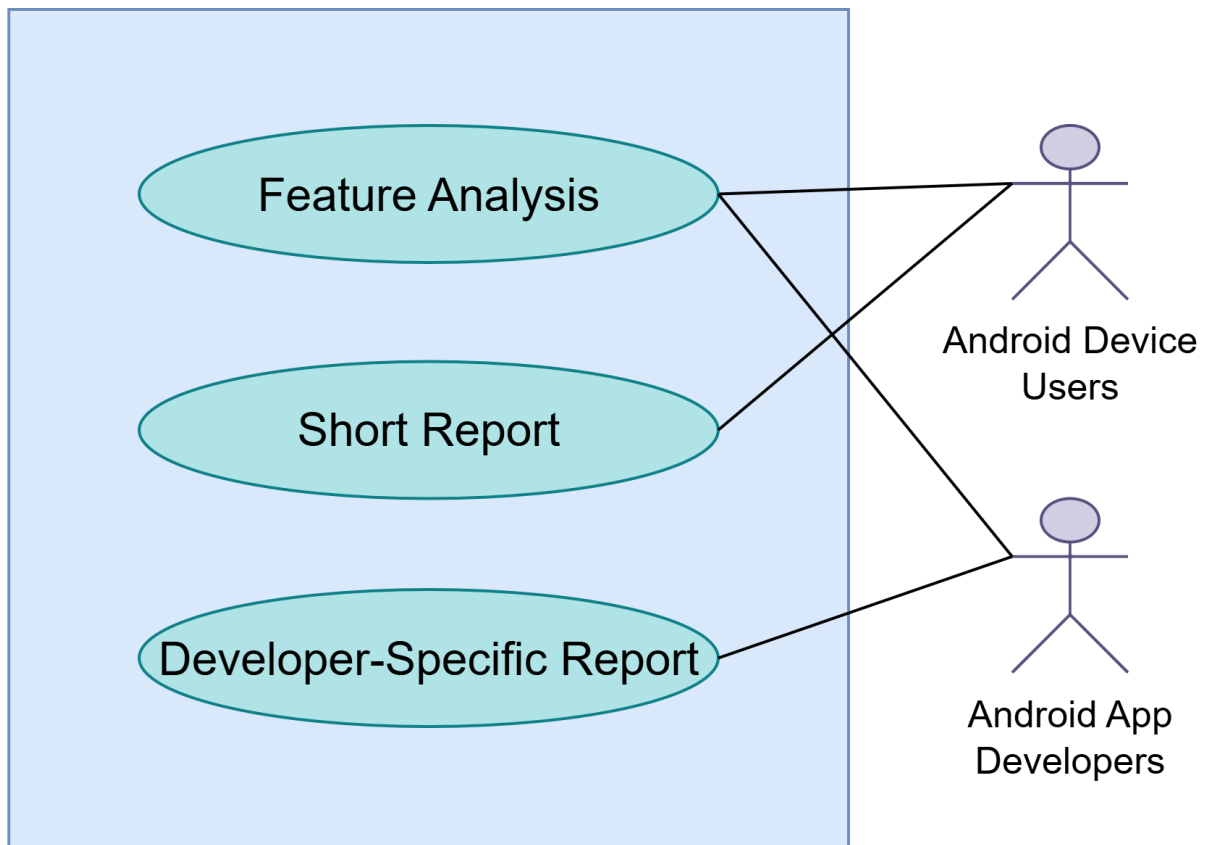 Feature Analysis
Short Report
Developer-Specific Report
Android Device
Users
Android App
Developers